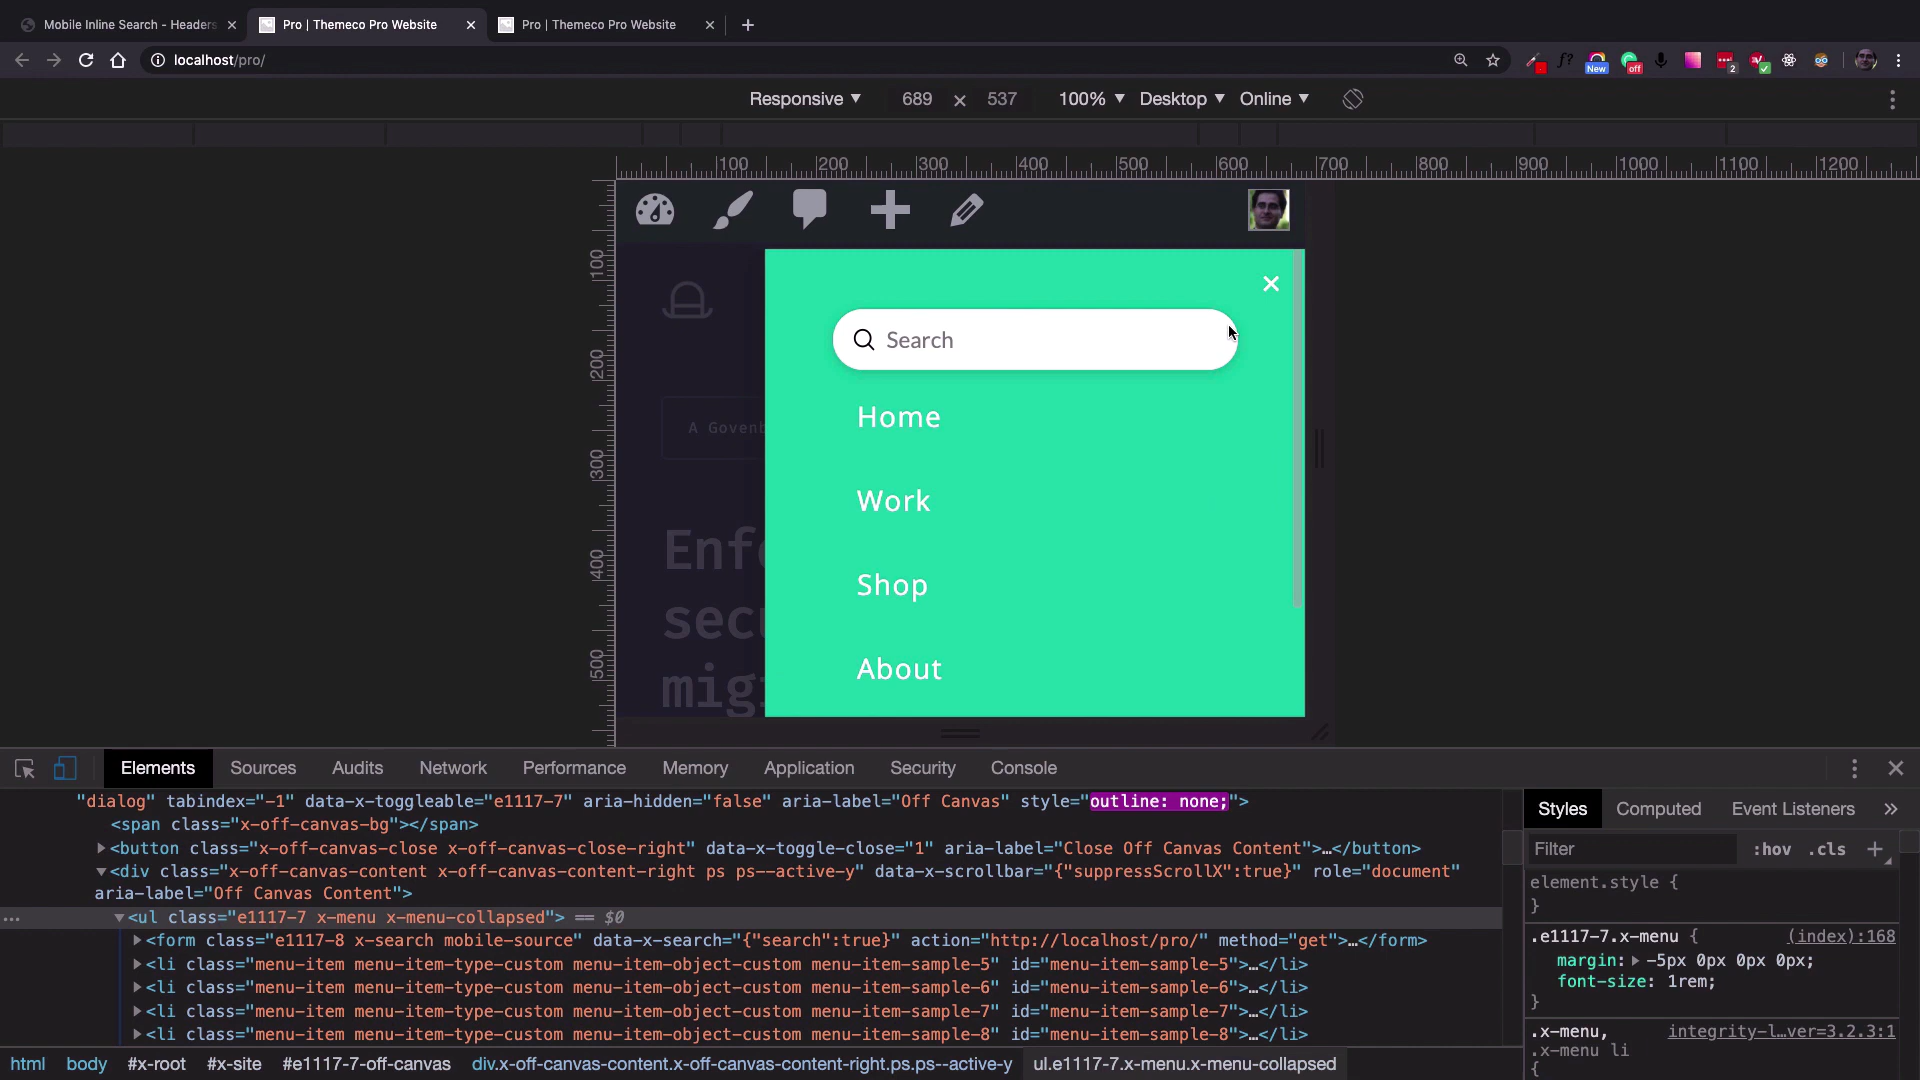 Mobile Inline Search - Headers
Pro | Themeco Pro Website
Pro | Themeco Pro Website
localhost/pro/
New
off
2
Responsive ▼ 689 × 537 100% ▼ Desktop ▼ Online ▼
100 200 300 400 500 600 700 800 900 1000 1100 1200
100
200
300
400
500
A Govenb
Enfo
secu
mig
Search
Home
Work
Shop
About
Elements Sources Audits Network Performance Memory Application Security Console
"dialog" tabindex="-1" data-x-toggleable="e1117-7" aria-hidden="false" aria-label="Off Canvas" style="outline: none;">
<span class="x-off-canvas-bg"></span>
<button class="x-off-canvas-close x-off-canvas-close-right" data-x-toggle-close="1" aria-label="Close Off Canvas Content">…</button>
<div class="x-off-canvas-content x-off-canvas-content-right ps ps--active-y" data-x-scrollbar="{"suppressScrollX":true}" role="document"
aria-label="Off Canvas Content">
<ul class="e1117-7 x-menu x-menu-collapsed"> == $0
<form class="e1117-8 x-search mobile-source" data-x-search="{"search":true}" action="http://localhost/pro/" method="get">…</form>
<li class="menu-item menu-item-type-custom menu-item-object-custom menu-item-sample-5" id="menu-item-sample-5">…</li>
<li class="menu-item menu-item-type-custom menu-item-object-custom menu-item-sample-6" id="menu-item-sample-6">…</li>
<li class="menu-item menu-item-type-custom menu-item-object-custom menu-item-sample-7" id="menu-item-sample-7">…</li>
<li class="menu-item menu-item-type-custom menu-item-object-custom menu-item-sample-8" id="menu-item-sample-8">…</li>
html body #x-root #x-site #e1117-7-off-canvas div.x-off-canvas-content.x-off-canvas-content-right.ps.ps--active-y ul.e1117-7.x-menu.x-menu-collapsed
Styles Computed Event Listeners »
Filter :hov .cls +
element.style {
}
.e1117-7.x-menu { (index):168
margin: -5px 0px 0px 0px;
font-size: 1rem;
}
.x-menu, integrity-l…ver=3.2.3:1
.x-menu li
{